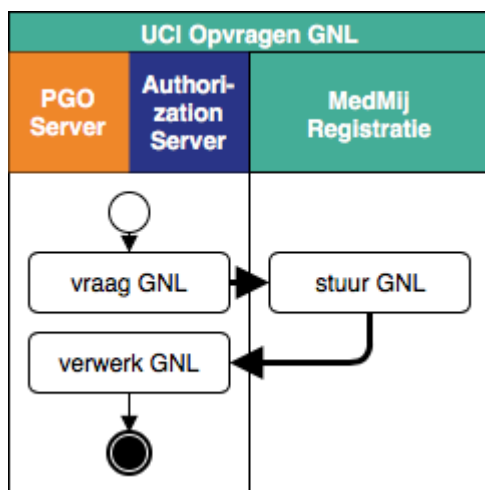 UCI Opvragen GNL
PGO
Server
Authori-
zation
Server
MedMij
Registratie
vraag GNL
stuur GNL
verwerk GNL